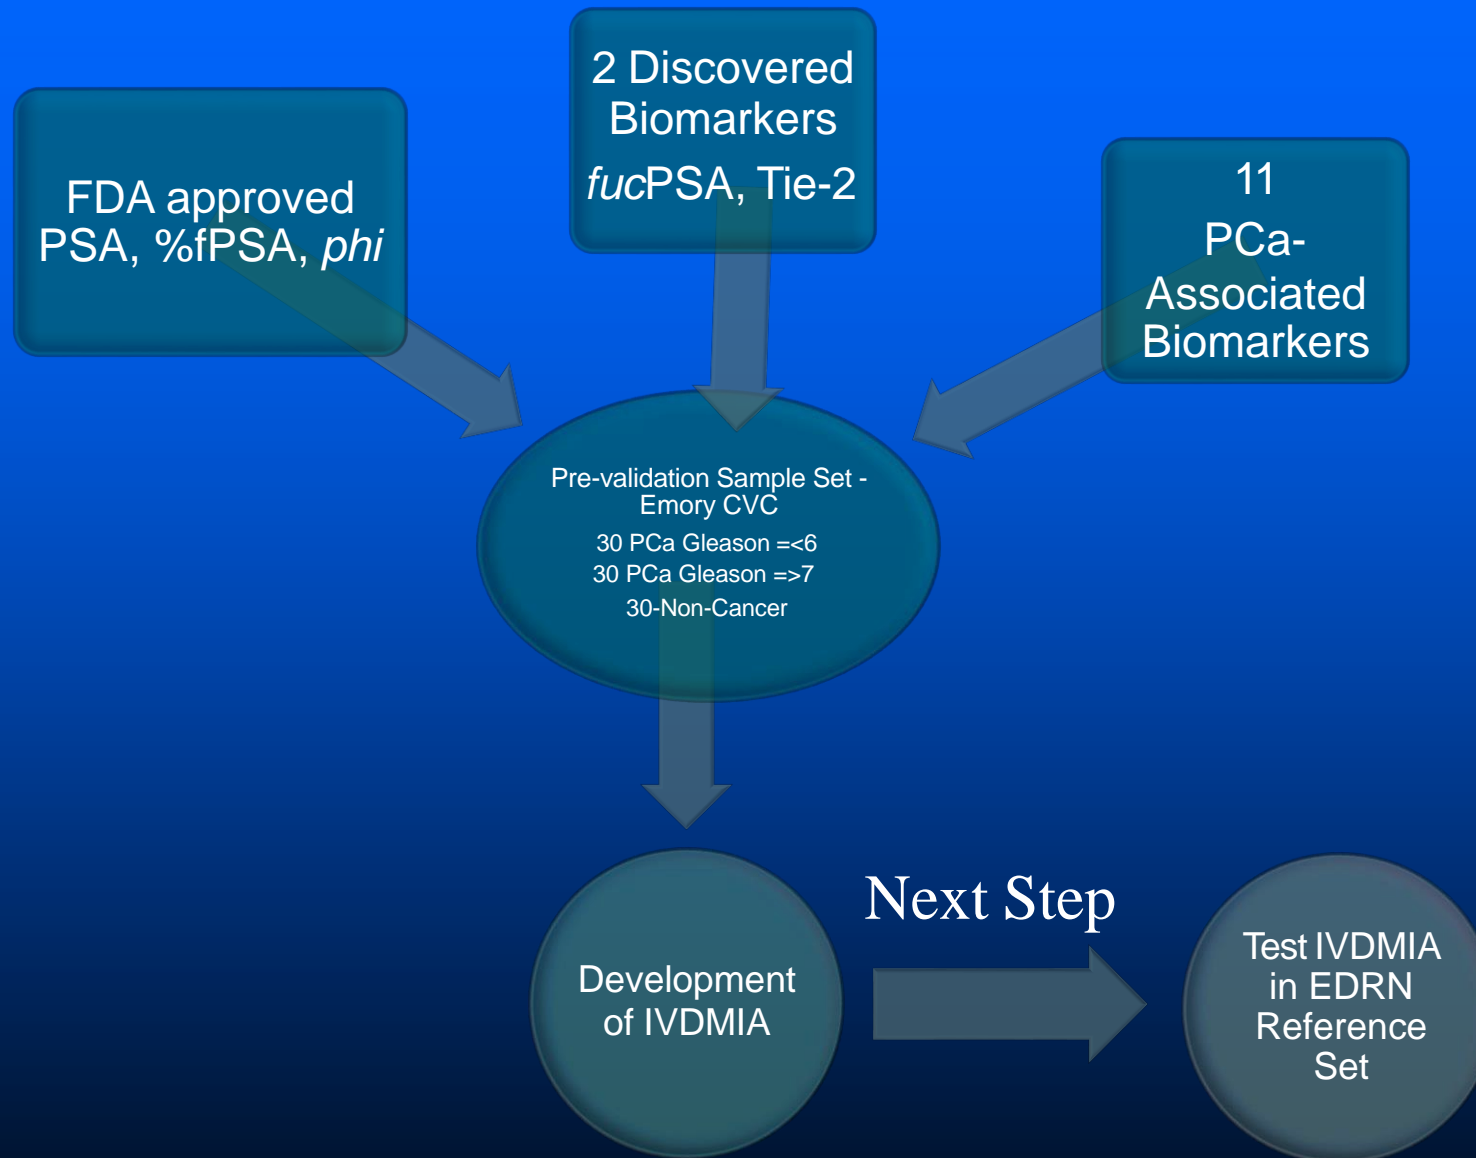 FDA approved
PSA, %fPSA, phi
2 Discovered
Biomarkers
fucPSA, Tie-2
11
PCa-
Associated
Biomarkers
Pre-validation Sample Set -
Emory CVC
30 PCa Gleason =<6
30 PCa Gleason =>7
30-Non-Cancer
Development
of IVDMIA
Next Step
Test IVDMIA
in EDRN
Reference
Set